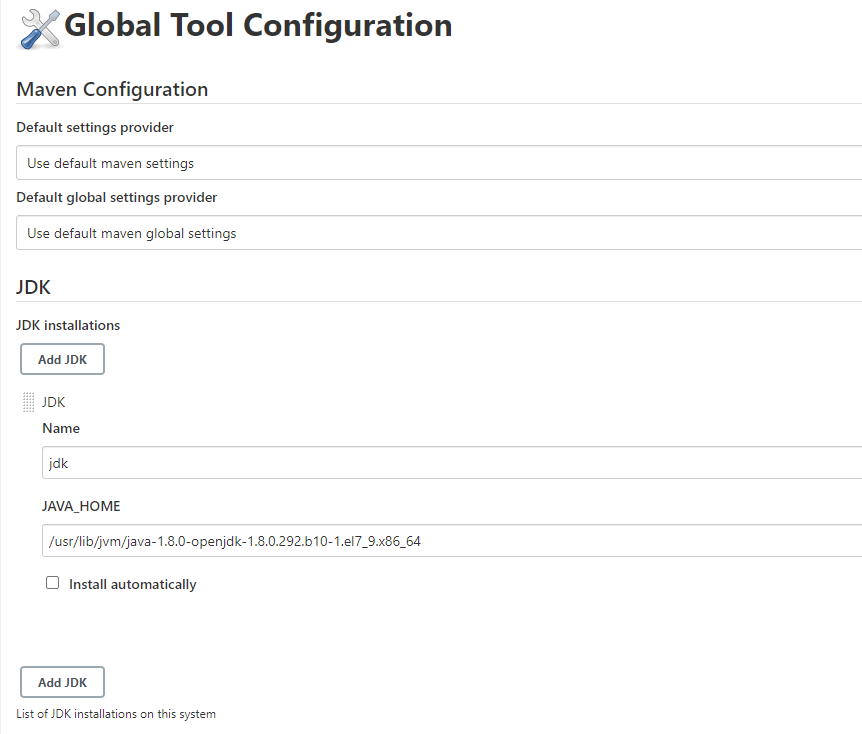 Global Tool Configuration
Maven Configuration
Default settings provider
Use default maven settings
Default global settings provider
Use default maven global settings
JDK
JDK installations
Add JDK
JDK
Name
jdk
JAVA_HOME
/usr/lib/jvm/java-1.8.0-openjdk-1.8.0.292.b10-1.el7_9.x86_64
Install automatically
Add JDK
List of JDK installations on this system